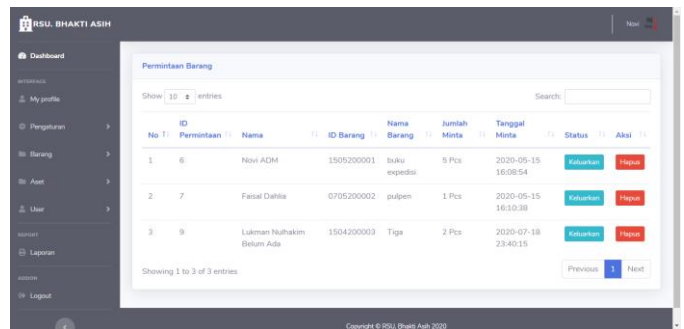 RSU. BHAKTI ASIH
Novi
Dashboard
INTERFACE
My profile
Pengaturan
Barang
Aset
User
REPORT
Laporan
ADDON
Logout
Permintaan Barang
Show 10 entries
Search:
No ID Permintaan Nama ID Barang Nama Barang Jumlah Minta Tanggal Minta Status Aksi
1 6 Novi ADM 1505200001 buku expedisi 5 Pcs 2020-05-15 16:08:54 Keluarkan Hapus
2 7 Faisal Dahlia 0705200002 pulpen 1 Pcs 2020-05-15 16:10:38 Keluarkan Hapus
3 9 Lukman Nulhakim Belum Ada 1504200003 Tiga 2 Pcs 2020-07-18 23:40:15 Keluarkan Hapus
Showing 1 to 3 of 3 entries
Previous 1 Next
Copyright © RSU. Bhakti Asih 2020